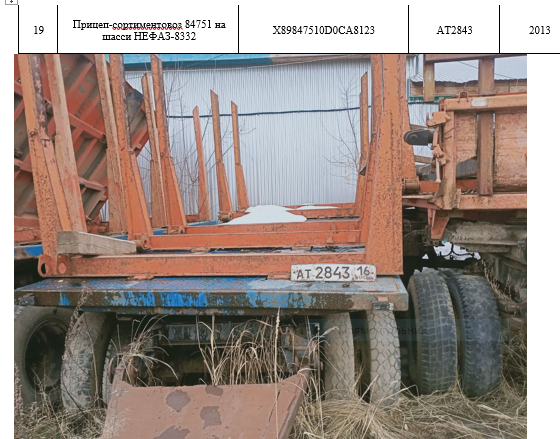 19
Прицеп-сортиментовоз 84751 на
шасси НЕФАЗ-8332
X89847510D0CA8123
АТ2843
2013
АТ 2843 16